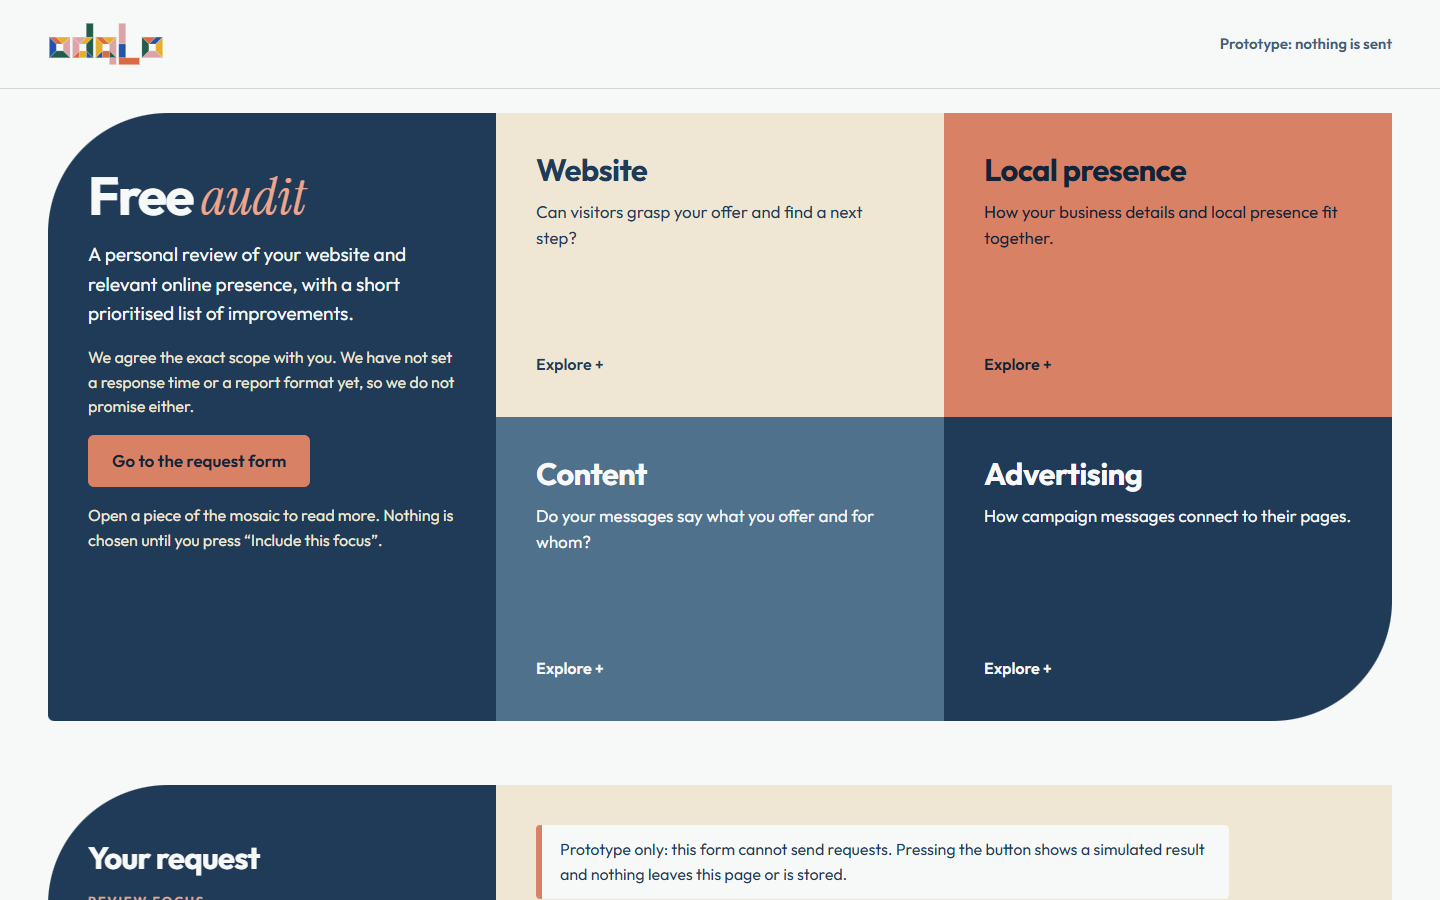 odqLo
Prototype: nothing is sent
Free audit
A personal review of your website and
relevant online presence, with a short
prioritised list of improvements.
We agree the exact scope with you. We have not set
a response time or a report format yet, so we do not
promise either.
Go to the request form
Open a piece of the mosaic to read more. Nothing is
chosen until you press “Include this focus”.
Website
Can visitors grasp your offer and find a next
step?
Explore +
Local presence
How your business details and local presence fit
together.
Explore +
Content
Do your messages say what you offer and for
whom?
Explore +
Advertising
How campaign messages connect to their pages.
Explore +
Your request
REVIEW FOCUS
Prototype only: this form cannot send requests. Pressing the button shows a simulated result
and nothing leaves this page or is stored.